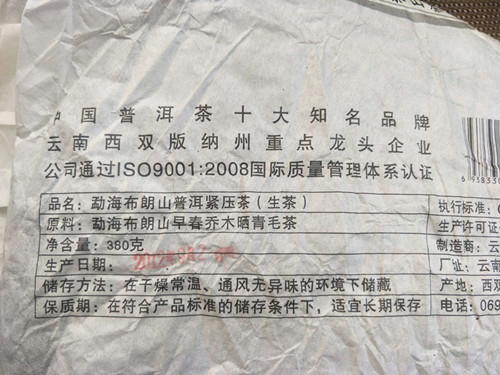 中国普洱茶十大知名品牌
云南西双版纳州重点龙头企业
公司通过ISO9001:2008国际质量管理体系认证
品名：勐海布朗山普洱紧压茶（生茶）
原料：勐海布朗山早春乔木晒青毛茶
净含量：380克
生产日期：
储存方法：在干燥常温、通风无异味的环境下储藏
保质期：在符合产品标准的储存条件下，适宜长期保存
执行标准：
生产许可证
制造商：云
厂址：云南
产地：西双
电话：069